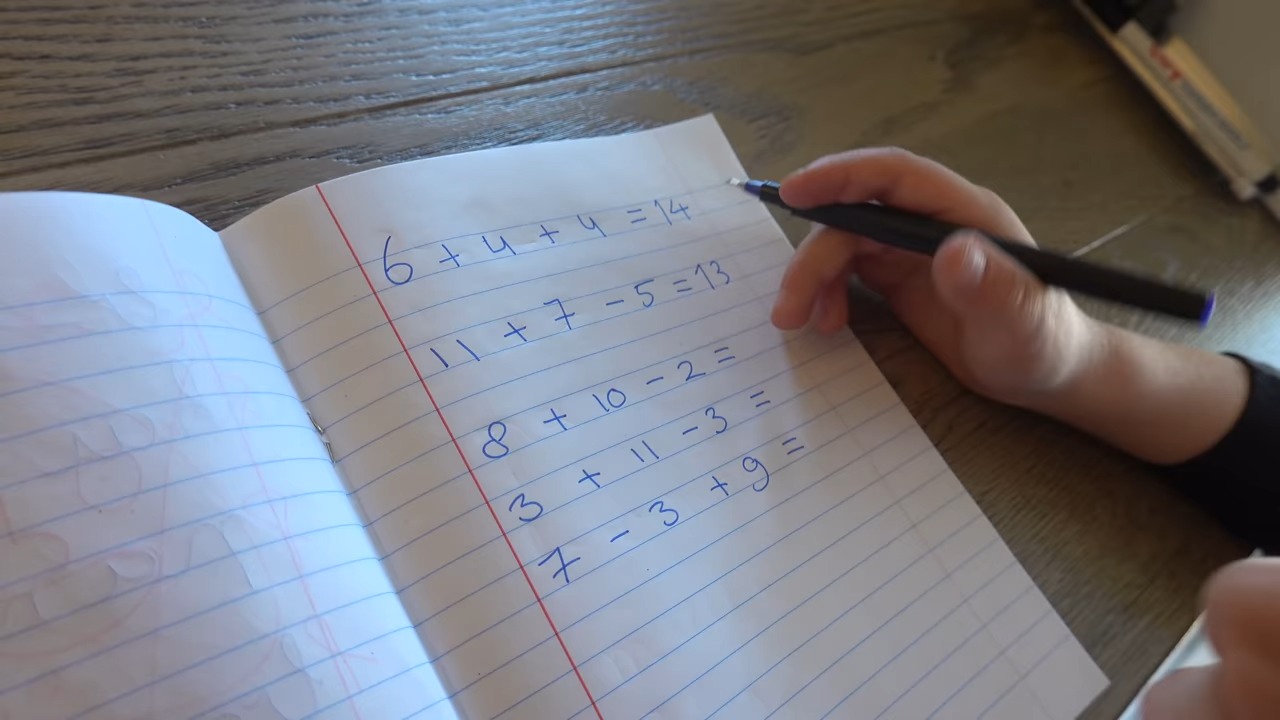 6 + 4 + 4 = 14
11 + 7 - 5 = 13
8 + 10 - 2 =
3 + 11 - 3 =
7 - 3 + 9 =